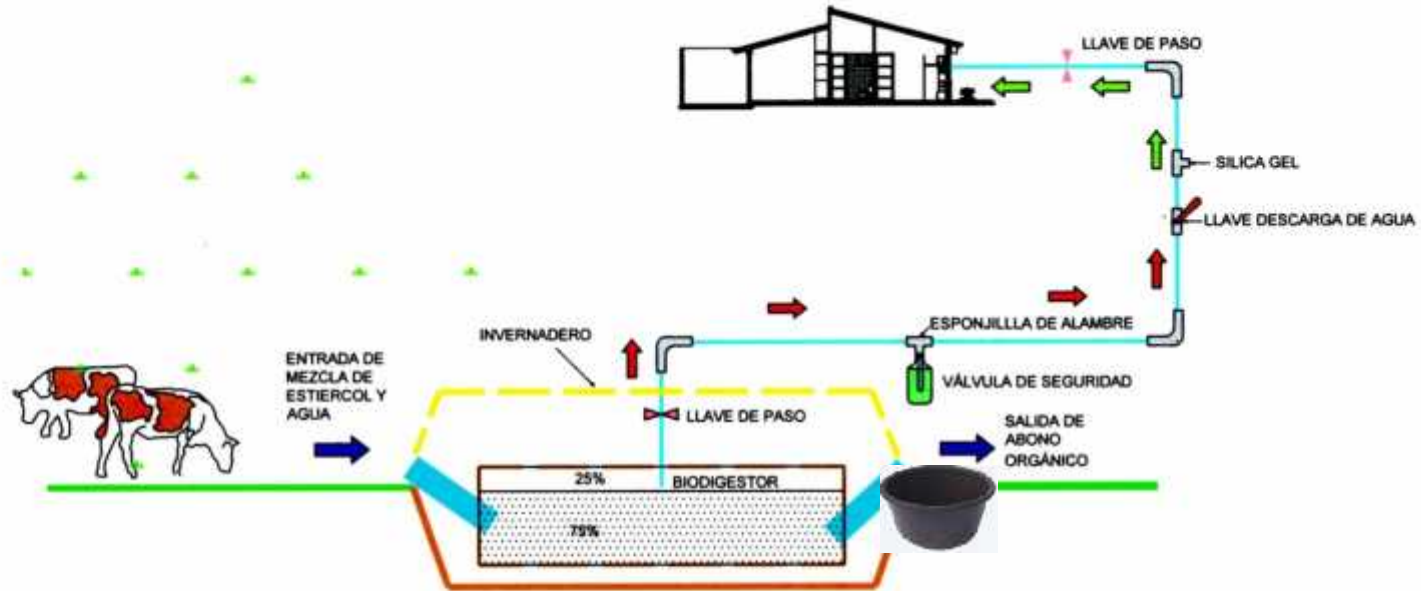 LLAVE DE PASO
SILICA GEL
LLAVE DESCARGA DE AGUA
ESPONJILLLA DE ALAMBRE
INVERNADERO
ENTRADA DE
MEZCLA DE
ESTIERCOL Y
AGUA
VÁLVULA DE SEGURIDAD
LLAVE DE PASO
SALIDA DE
ABONO
ORGÁNICO
25%
BIODIGESTOR
75%